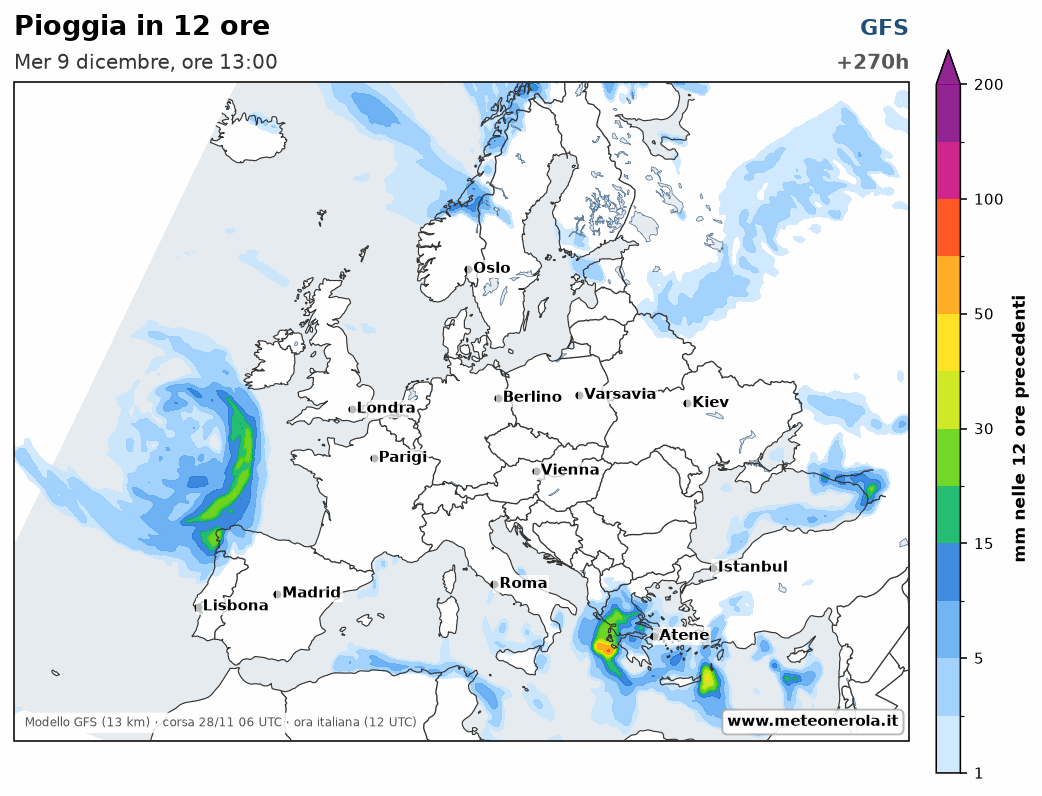 Pioggia in 12 ore
GFS
Mer 9 dicembre, ore 13:00
+270h
200
100
50
30
15
5
1
mm nelle 12 ore precedenti
Oslo
Londra
Berlino
Varsavia
Kiev
Parigi
Vienna
Istanbul
Roma
Madrid
Lisbona
Atene
Modello GFS (13 km) · corsa 28/11 06 UTC · ora italiana (12 UTC)
www.meteonerola.it